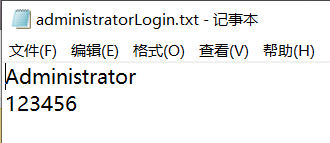 administratorLogin.txt - 记事本
文件(F) 编辑(E) 格式(O) 查看(V) 帮助(H)
Administrator
123456